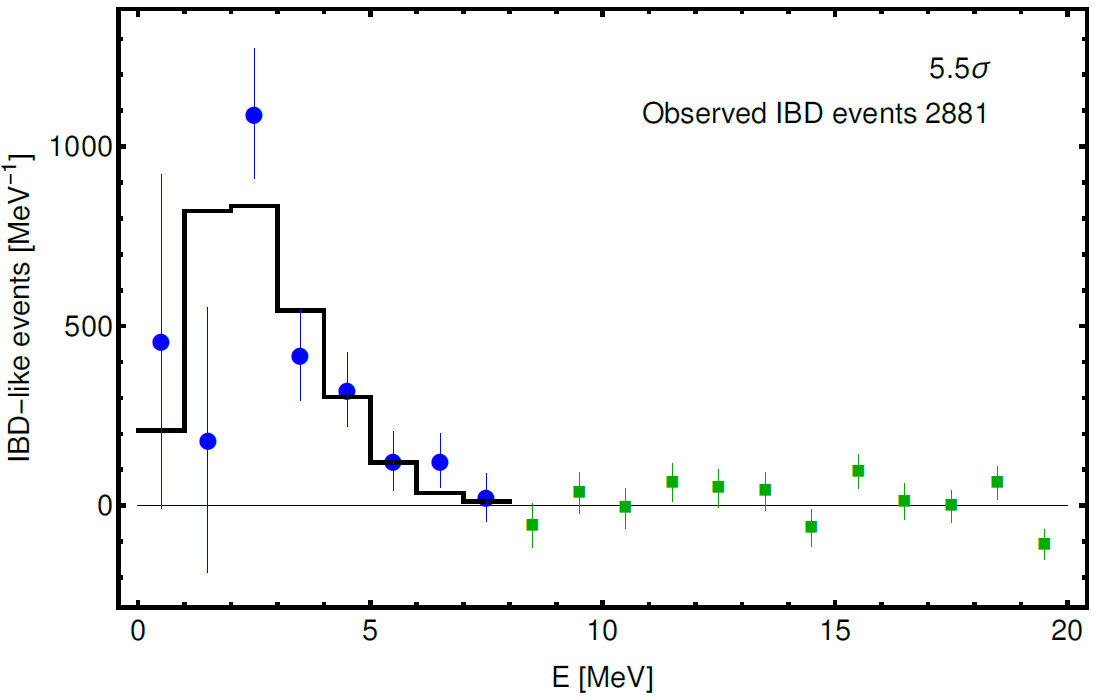 5.5σ
Observed IBD events 2881
IBD−like events [MeV⁻¹]
1000
500
0
0 5 10 15 20
E [MeV]